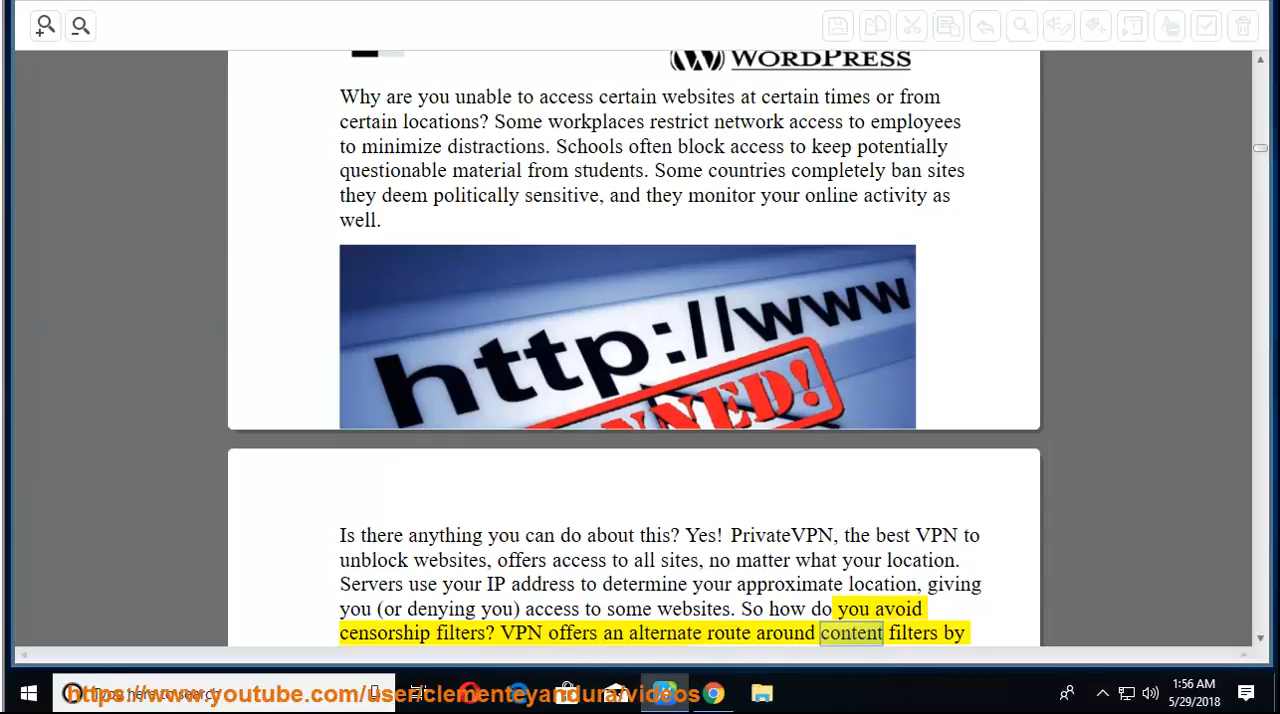 WORDPRESS
Why are you unable to access certain websites at certain times or from
certain locations? Some workplaces restrict network access to employees
to minimize distractions. Schools often block access to keep potentially
questionable material from students. Some countries completely ban sites
they deem politically sensitive, and they monitor your online activity as
well.
http://www
Is there anything you can do about this? Yes! PrivateVPN, the best VPN to
unblock websites, offers access to all sites, no matter what your location.
Servers use your IP address to determine your approximate location, giving
you (or denying you) access to some websites. So how do you avoid
censorship filters? VPN offers an alternate route around content filters by
https://www.youtube.com/user/clementeyandura/videos
1:56 AM
5/29/2018